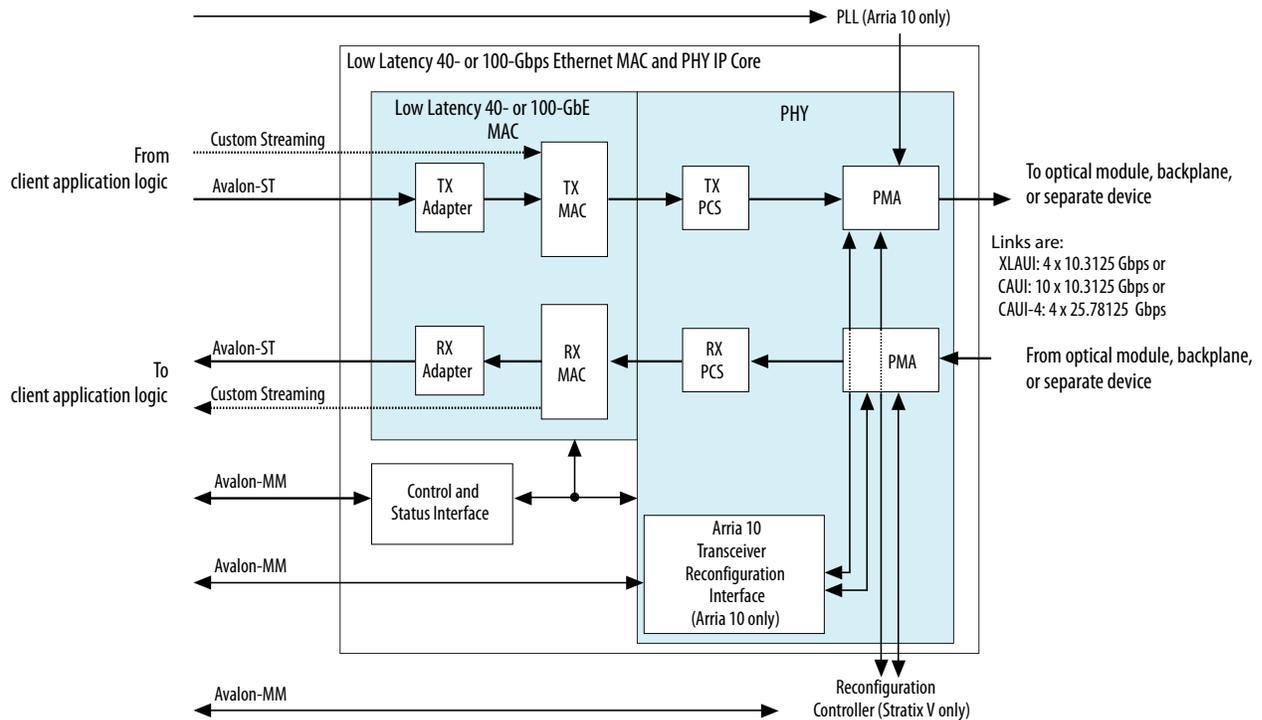 PLL (Arria 10 only)
Low Latency 40- or 100-Gbps Ethernet MAC and PHY IP Core
Low Latency 40- or 100-GbE
MAC
PHY
From
client application logic
Custom Streaming
Avalon-ST
TX
Adapter
TX
MAC
TX
PCS
PMA
To optical module, backplane,
or separate device
Links are:
XLAUI: 4 x 10.3125 Gbps or
CAUI: 10 x 10.3125 Gbps or
CAUI-4: 4 x 25.78125 Gbps
To
client application logic
Avalon-ST
Custom Streaming
RX
Adapter
RX
MAC
RX
PCS
PMA
From optical module, backplane,
or separate device
Avalon-MM
Control and
Status Interface
Avalon-MM
Arria 10
Transceiver
Reconfiguration
Interface
(Arria 10 only)
Avalon-MM
Reconfiguration
Controller (Stratix V only)